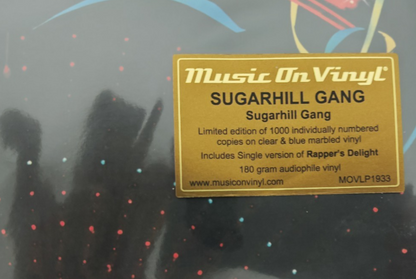 Music On Vinyl
SUGARHILL GANG
Sugarhill Gang
Limited edition of 1000 individually numbered
copies on clear & blue marbled vinyl
Includes Single version of Rapper's Delight
180 gram audiophile vinyl
www.musiconvinyl.com MOVLP1933